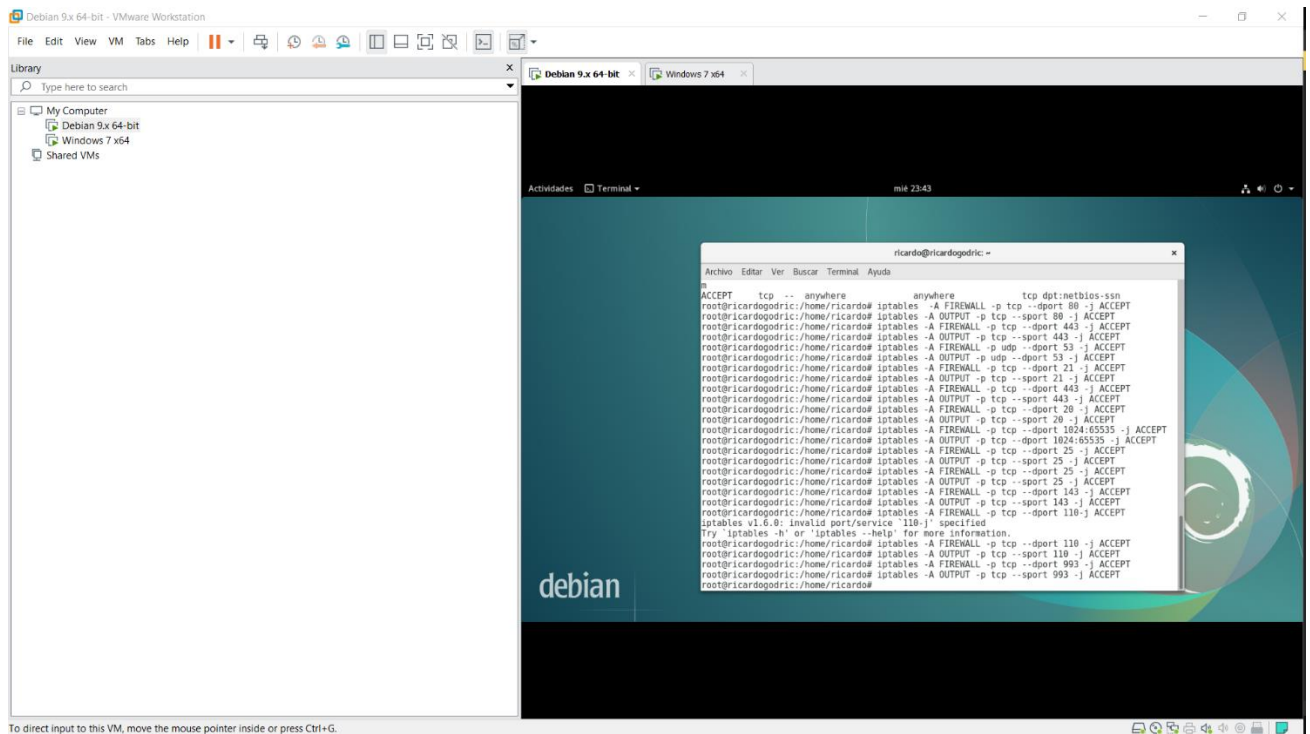 Debian 9.x 64-bit - VMware Workstation
File Edit View VM Tabs Help
Library
Type here to search
My Computer
Debian 9.x 64-bit
Windows 7 x64
Shared VMs
Debian 9.x 64-bit
Windows 7 x64
Actividades Terminal mié 23:43
ricardo@ricardogodric: ~
Archivo Editar Ver Buscar Terminal Ayuda
m
ACCEPT tcp -- anywhere anywhere tcp dpt:netbios-ssn
root@ricardogodric:/home/ricardo# iptables -A FIREWALL -p tcp --dport 80 -j ACCEPT
root@ricardogodric:/home/ricardo# iptables -A OUTPUT -p tcp --sport 80 -j ACCEPT
root@ricardogodric:/home/ricardo# iptables -A FIREWALL -p tcp --dport 443 -j ACCEPT
root@ricardogodric:/home/ricardo# iptables -A OUTPUT -p tcp --sport 443 -j ACCEPT
root@ricardogodric:/home/ricardo# iptables -A FIREWALL -p udp --dport 53 -j ACCEPT
root@ricardogodric:/home/ricardo# iptables -A OUTPUT -p udp --dport 53 -j ACCEPT
root@ricardogodric:/home/ricardo# iptables -A FIREWALL -p tcp --dport 21 -j ACCEPT
root@ricardogodric:/home/ricardo# iptables -A OUTPUT -p tcp --sport 21 -j ACCEPT
root@ricardogodric:/home/ricardo# iptables -A FIREWALL -p tcp --dport 443 -j ACCEPT
root@ricardogodric:/home/ricardo# iptables -A OUTPUT -p tcp --sport 443 -j ACCEPT
root@ricardogodric:/home/ricardo# iptables -A FIREWALL -p tcp --dport 20 -j ACCEPT
root@ricardogodric:/home/ricardo# iptables -A OUTPUT -p tcp --sport 20 -j ACCEPT
root@ricardogodric:/home/ricardo# iptables -A FIREWALL -p tcp --dport 1024:65535 -j ACCEPT
root@ricardogodric:/home/ricardo# iptables -A OUTPUT -p tcp --dport 1024:65535 -j ACCEPT
root@ricardogodric:/home/ricardo# iptables -A FIREWALL -p tcp --dport 25 -j ACCEPT
root@ricardogodric:/home/ricardo# iptables -A OUTPUT -p tcp --sport 25 -j ACCEPT
root@ricardogodric:/home/ricardo# iptables -A FIREWALL -p tcp --dport 25 -j ACCEPT
root@ricardogodric:/home/ricardo# iptables -A OUTPUT -p tcp --sport 25 -j ACCEPT
root@ricardogodric:/home/ricardo# iptables -A FIREWALL -p tcp --dport 143 -j ACCEPT
root@ricardogodric:/home/ricardo# iptables -A OUTPUT -p tcp --sport 143 -j ACCEPT
root@ricardogodric:/home/ricardo# iptables -A FIREWALL -p tcp --dport 110-j ACCEPT
iptables v1.6.0: invalid port/service `110-j' specified
Try `iptables -h' or 'iptables --help' for more information.
root@ricardogodric:/home/ricardo# iptables -A FIREWALL -p tcp --dport 110 -j ACCEPT
root@ricardogodric:/home/ricardo# iptables -A OUTPUT -p tcp --sport 110 -j ACCEPT
root@ricardogodric:/home/ricardo# iptables -A FIREWALL -p tcp --dport 993 -j ACCEPT
root@ricardogodric:/home/ricardo# iptables -A OUTPUT -p tcp --sport 993 -j ACCEPT
root@ricardogodric:/home/ricardo#
debian
To direct input to this VM, move the mouse pointer inside or press Ctrl+G.